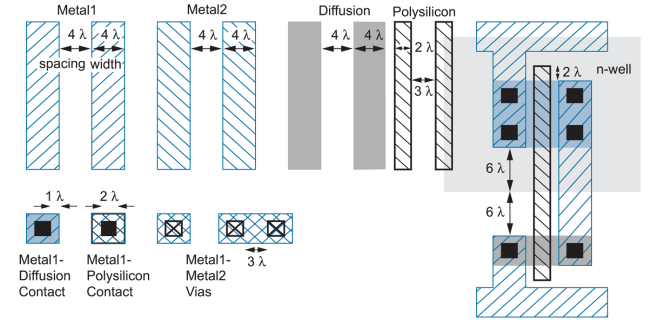 Metal1
Metal2
Diffusion
Polysilicon
4 λ
4 λ
4 λ
4 λ
4 λ
4 λ
2 λ
2 λ
n-well
spacing width
3 λ
6 λ
6 λ
1 λ
2 λ
3 λ
Metal1-
Diffusion
Contact
Metal1-
Polysilicon
Contact
Metal1-
Metal2
Vias